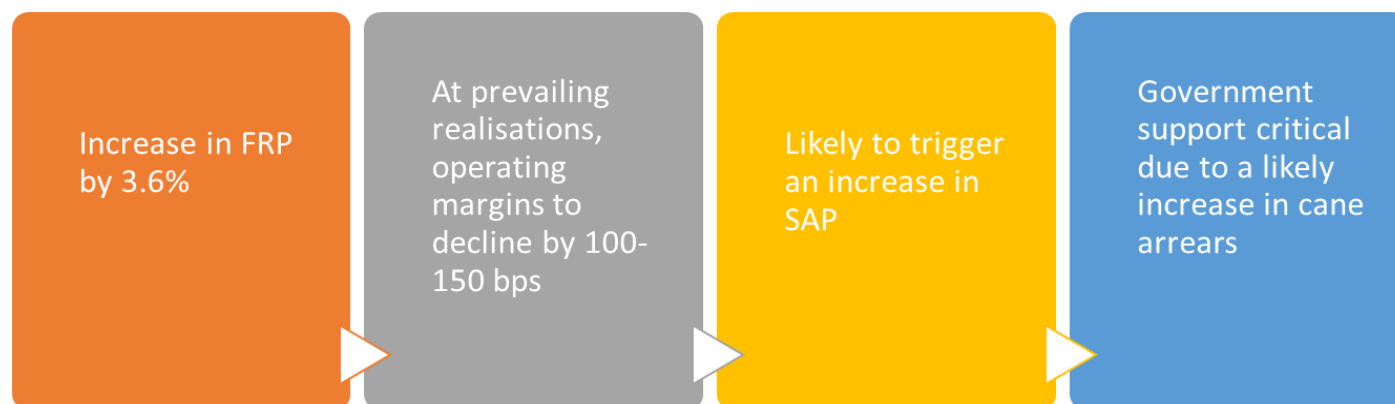 Increase in FRP
by 3.6%
At prevailing
realisations,
operating
margins to
decline by 100-
150 bps
Likely to trigger
an increase in
SAP
Government
support critical
due to a likely
increase in cane
arrears